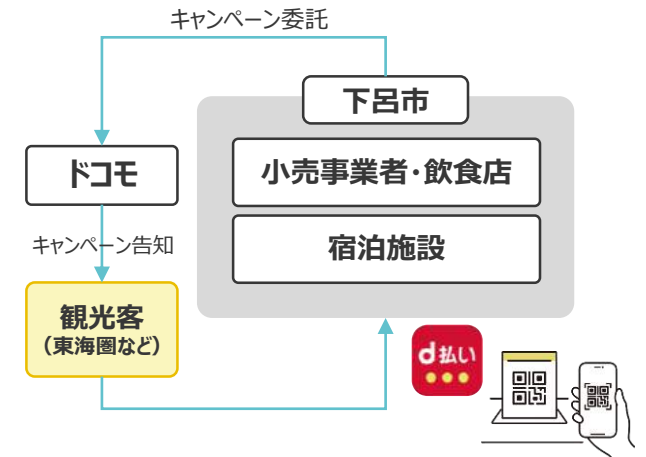 キャンペーン委託
下呂市
小売事業者・飲食店
ドコモ
宿泊施設
キャンペーン告知
観光客
（東海圏など）
d払い